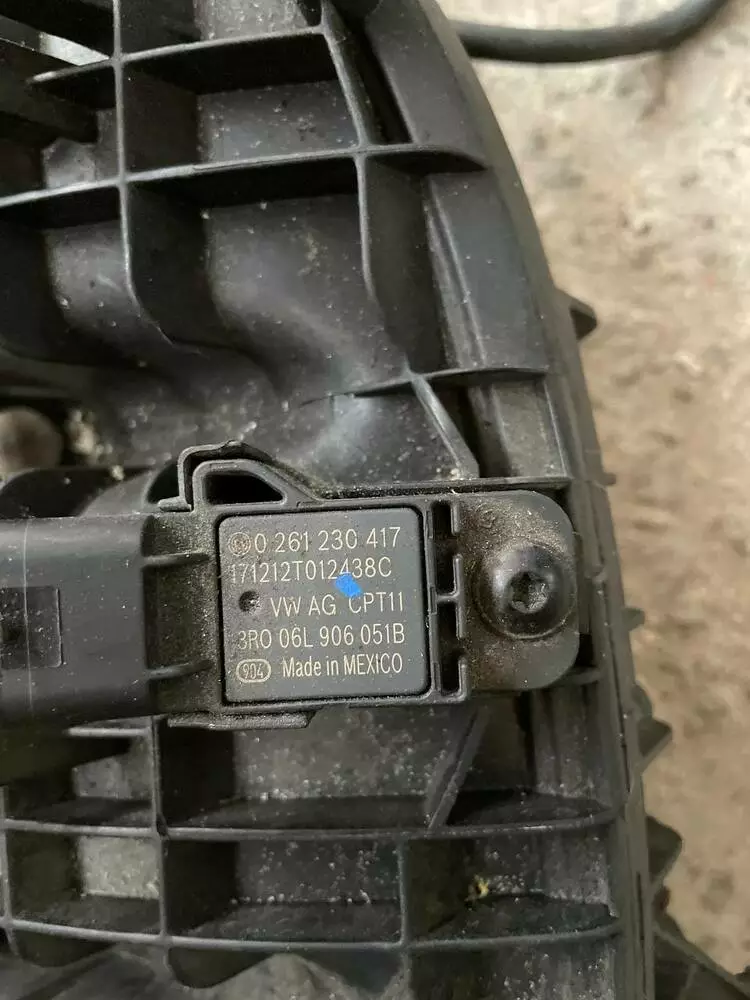 0 261 230 417
171212T012438C
VW AG CPT11
3R0 06L 906 051B
904 Made in MEXICO